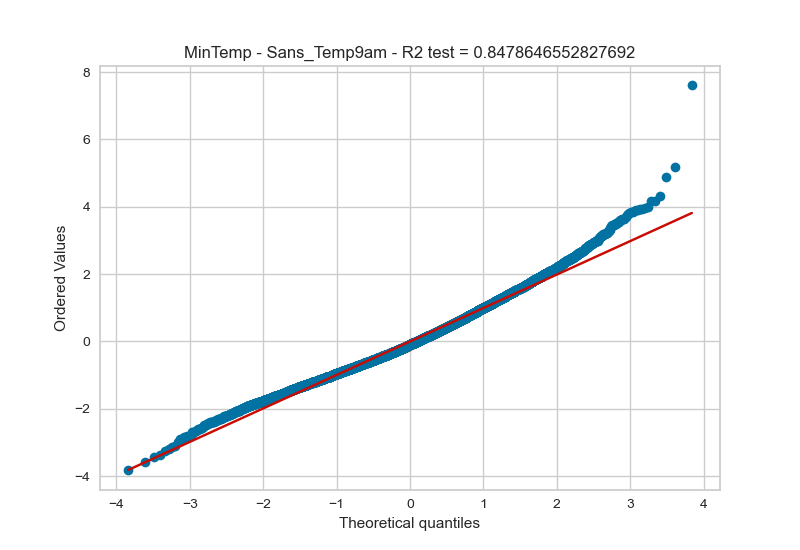 MinTemp - Sans_Temp9am - R2 test = 0.8478646552827692
8
6
4
2
0
−2
−4
Ordered Values
−4 −3 −2 −1 0 1 2 3 4
Theoretical quantiles